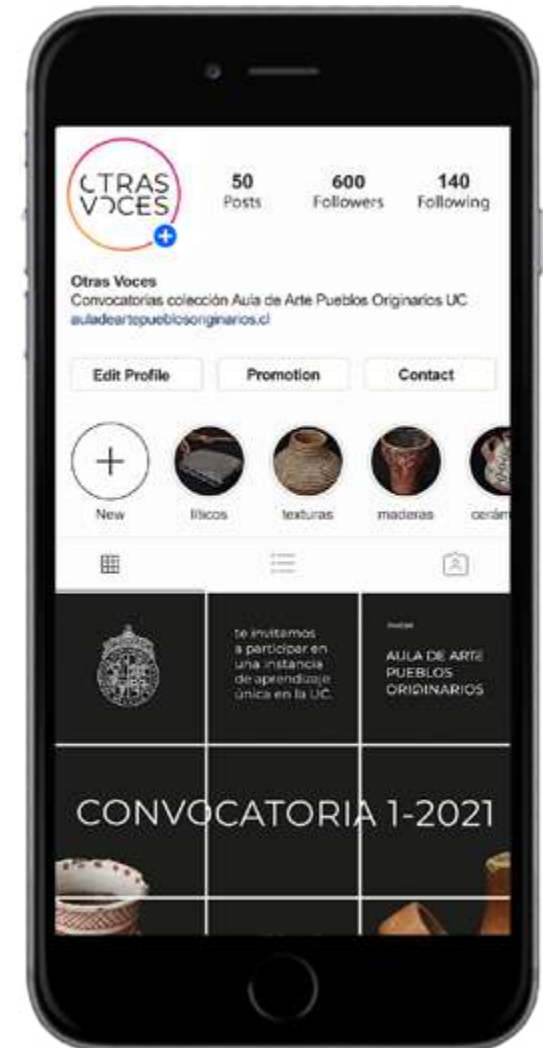 OTRAS
VOCES
50
Posts
600
Followers
140
Following
Otras Voces
Convocatorias colección Aula de Arte Pueblos Originarios UC
auladeartepueblosoriginarios.cl
Edit Profile
Promotion
Contact
New
líticos
texturas
maderas
cerám
te invitamos
a participar en
una instancia
de aprendizaje
única en la UC.
AULA DE ARTE
PUEBLOS
ORIGINARIOS
CONVOCATORIA 1-2021